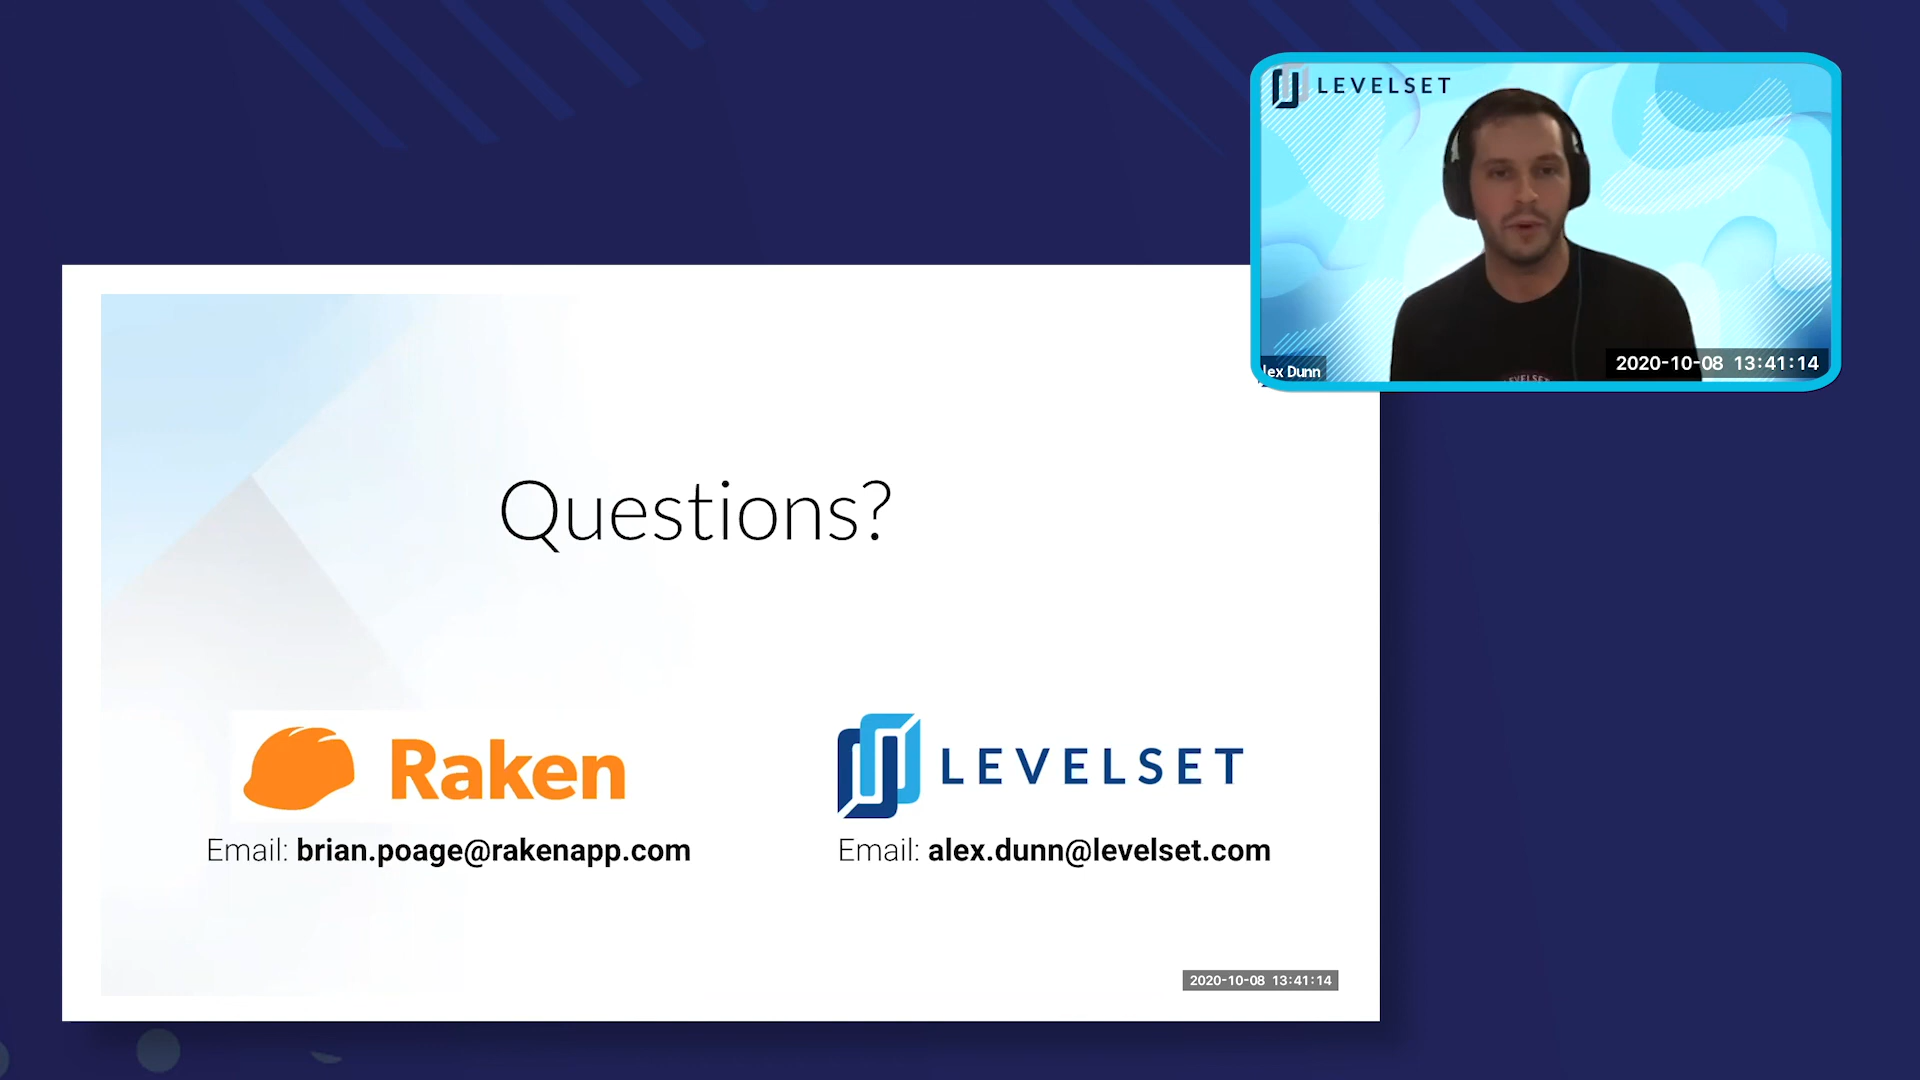 LEVELSET
lex Dunn
2020-10-08 13:41:14
LEVELSET
Questions?
Raken
LEVELSET
Email: brian.poage@rakenapp.com
Email: alex.dunn@levelset.com
2020-10-08 13:41:14